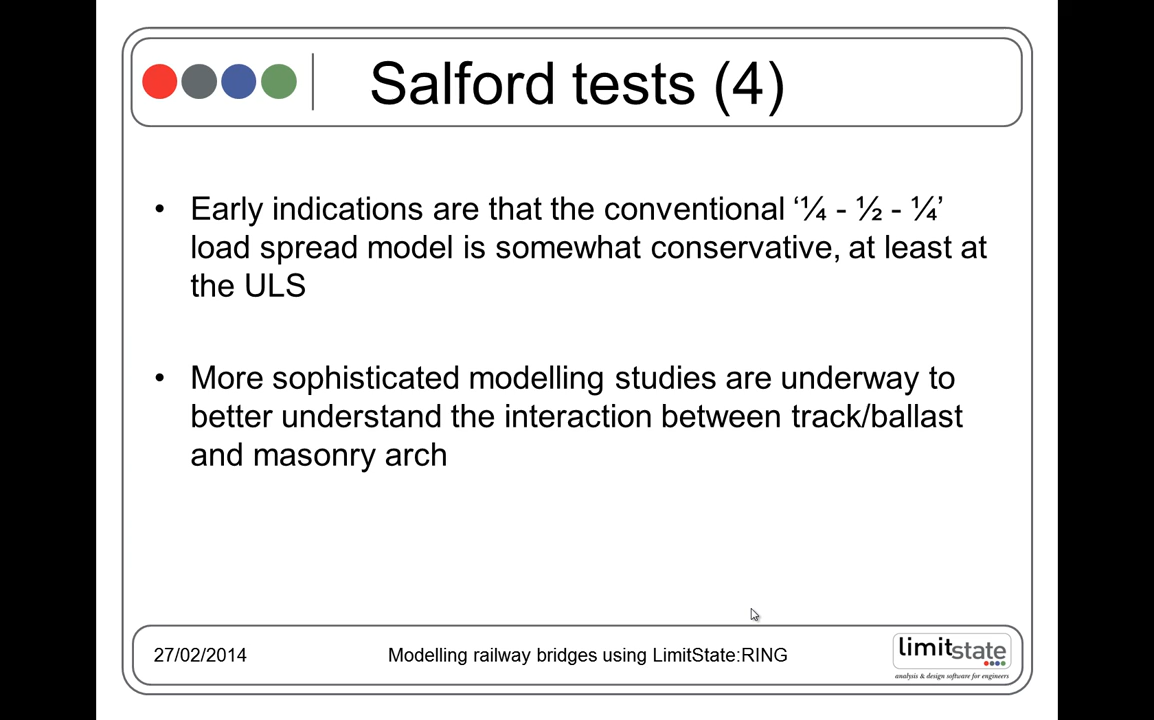 Salford tests (4)
• Early indications are that the conventional ‘¼ - ½ - ¼’
load spread model is somewhat conservative, at least at
the ULS
• More sophisticated modelling studies are underway to
better understand the interaction between track/ballast
and masonry arch
27/02/2014
Modelling railway bridges using LimitState:RING
limitstate
analysis & design software for engineers